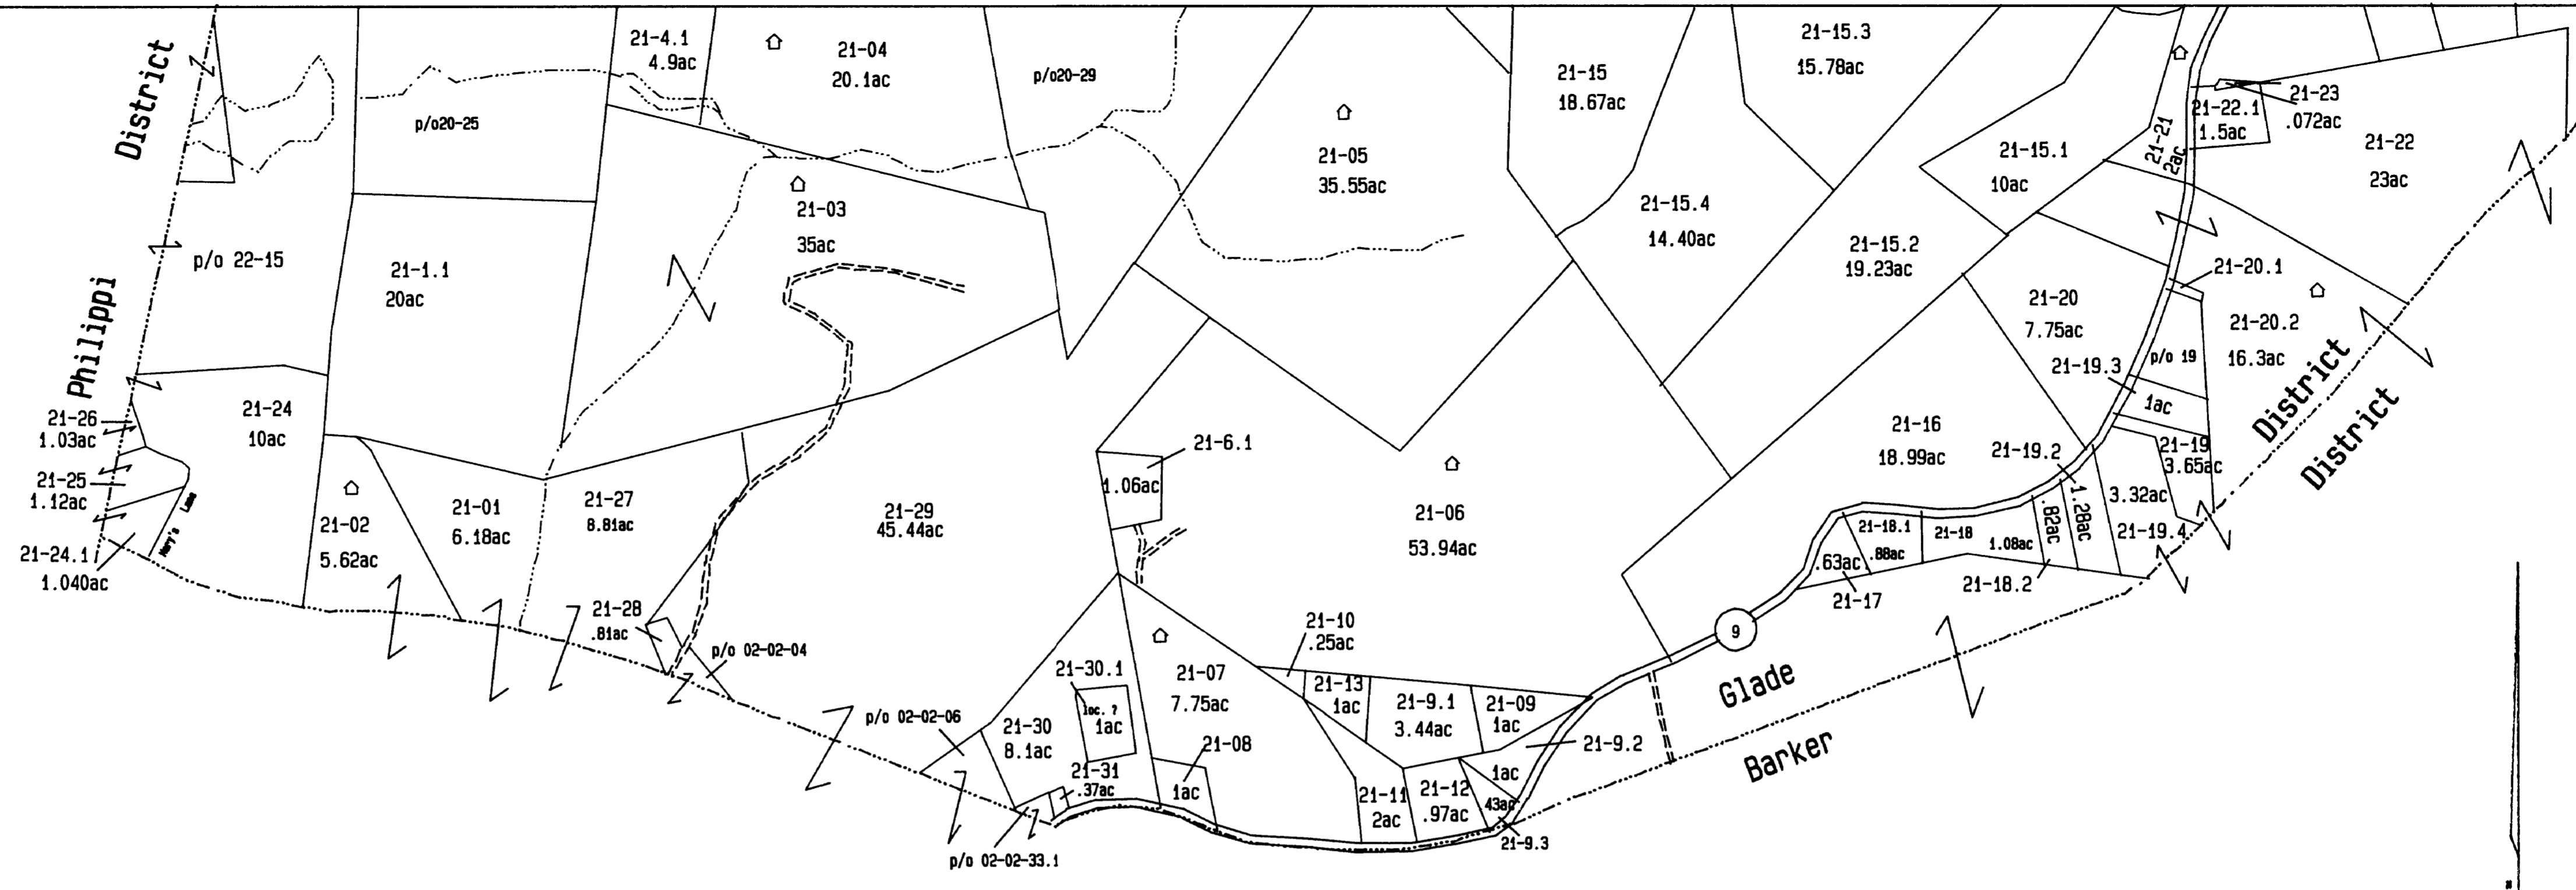 District
Philippi
21-4.1
4.9ac
21-04
20.1ac
p/o20-29
p/o20-25
21-03
35ac
p/o 22-15
21-1.1
20ac
21-05
35.55ac
21-15
18.67ac
21-15.3
15.78ac
21-15.4
14.40ac
21-15.2
19.23ac
21-15.1
10ac
21-21
2ac
21-22.1
1.5ac
21-23
.072ac
21-22
23ac
21-20.1
21-20
7.75ac
21-20.2
16.3ac
p/o 19
21-19.3
1ac
21-26
1.03ac
21-24
10ac
21-25
1.12ac
Mary's Lane
21-24.1
1.040ac
21-02
5.62ac
21-01
6.18ac
21-27
8.81ac
21-28
.81ac
p/o 02-02-04
21-29
45.44ac
21-6.1
1.06ac
21-06
53.94ac
21-16
18.99ac
21-19.2
21-19
3.65ac
3.32ac
21-19.4
1.28ac
.82ac
21-18.1
.88ac
21-18
1.08ac
.63ac
21-17
21-18.2
9
District
District
Glade
Barker
21-10
.25ac
21-30.1
loc. ?
1ac
21-30
8.1ac
21-31
.37ac
p/o 02-02-06
p/o 02-02-33.1
21-07
7.75ac
21-08
1ac
21-13
1ac
21-9.1
3.44ac
21-09
1ac
21-9.2
1ac
21-11
2ac
21-12
.97ac
.43ac
21-9.3